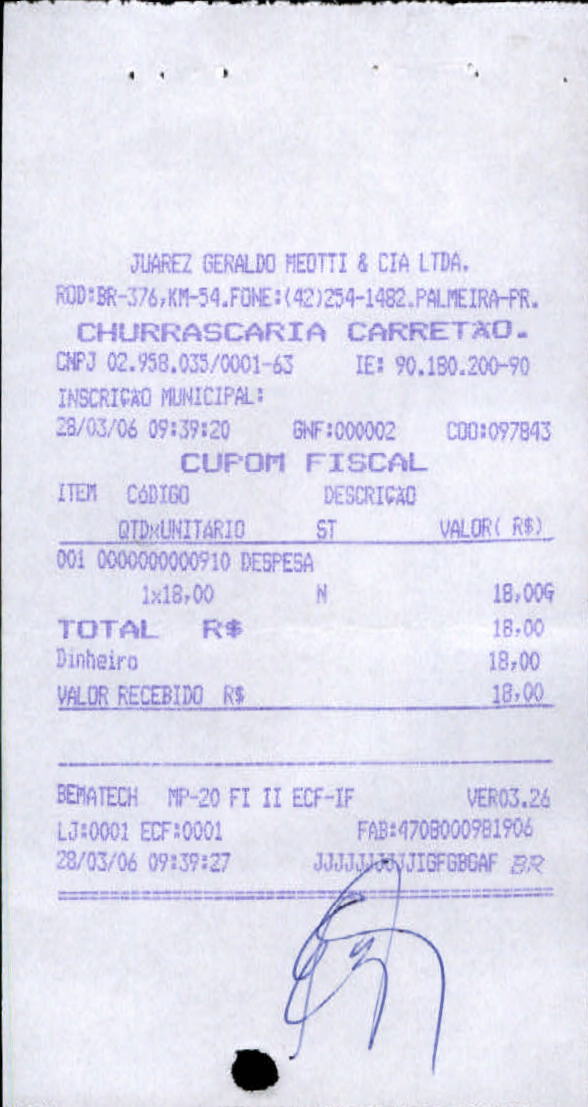 JUAREZ GERALDO MEOTTI & CIA LTDA.
ROD:BR-376,KM-54.FONE:(42)254-1482.PALMEIRA-PR.
CHURRASCARIA CARRETÃO.
CNPJ 02.958.035/0001-63 IE: 90.180.200-90
INSCRIÇÃO MUNICIPAL:
28/03/06 09:39:20 GNF:000002 COO:097843
CUPOM FISCAL
ITEM CóDIGO DESCRIÇÃO
QTDxUNITARIO ST VALOR( R$)
001 0000000000910 DESPESA
1x18,00 N 18,00G
TOTAL R$ 18,00
Dinheiro 18,00
VALOR RECEBIDO R$ 18,00
BEMATECH MP-20 FI II ECF-IF VER03.26
LJ:0001 ECF:0001 FAB:4708000981906
28/03/06 09:39:27 BR